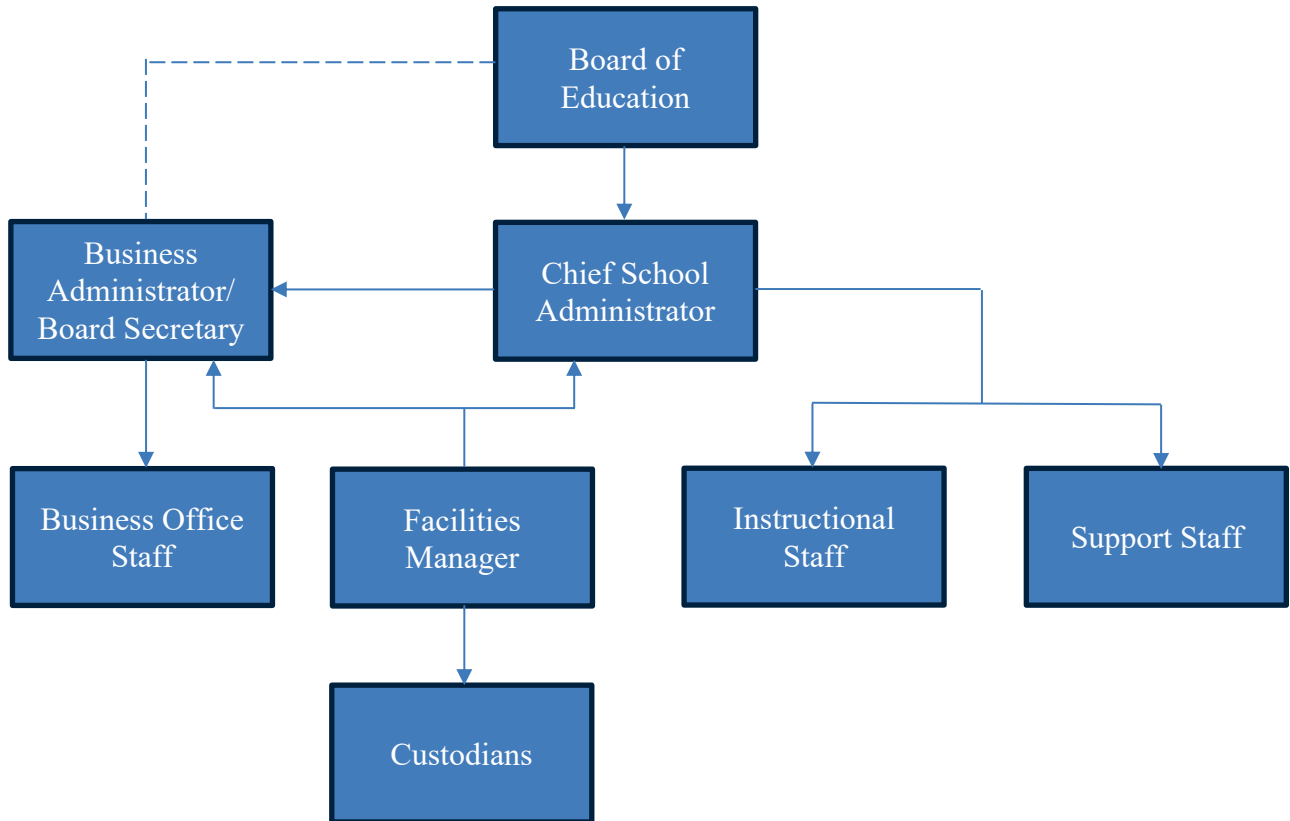 Board of
Education
Business
Administrator/
Board Secretary
Chief School
Administrator
Business Office
Staff
Facilities
Manager
Instructional
Staff
Support Staff
Custodians